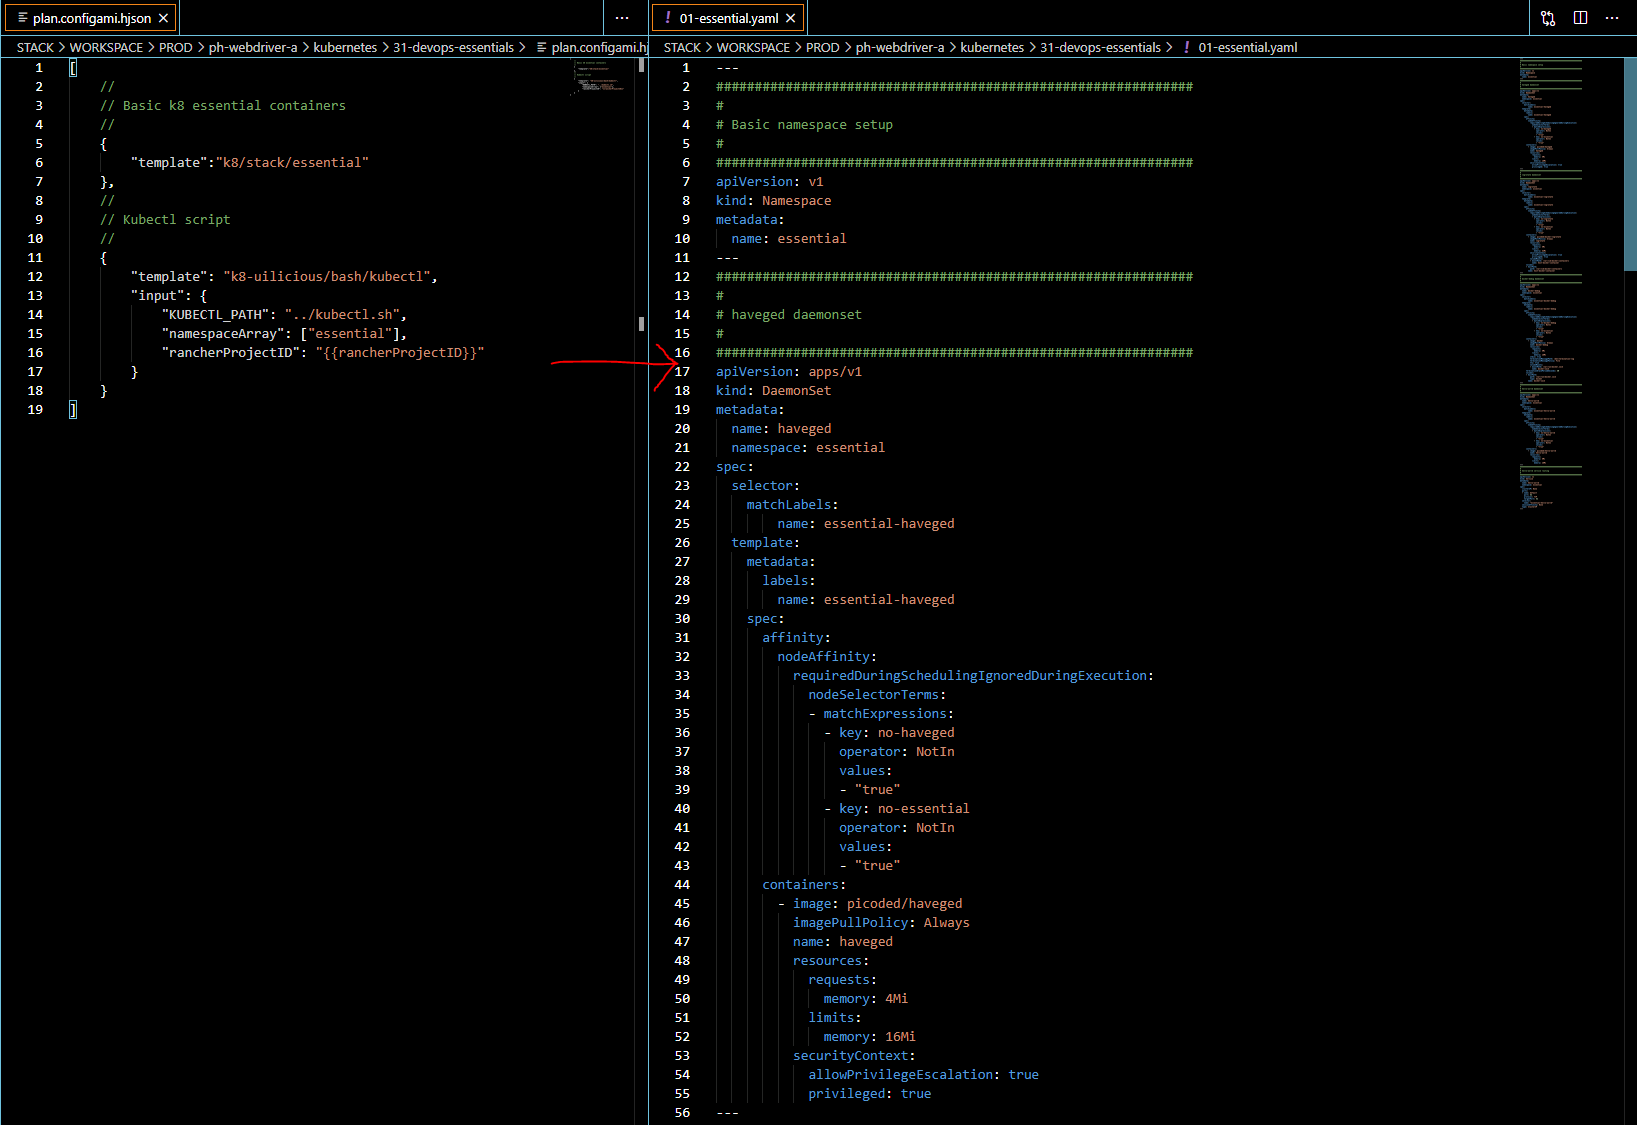 plan.configami.hjson
STACK > WORKSPACE > PROD > ph-webdriver-a > kubernetes > 31-devops-essentials > plan.configami.hj
1 [
2 //
3 // Basic k8 essential containers
4 //
5 {
6 "template":"k8/stack/essential"
7 },
8 //
9 // Kubectl script
10 //
11 {
12 "template": "k8-uilicious/bash/kubectl",
13 "input": {
14 "KUBECTL_PATH": "../kubectl.sh",
15 "namespaceArray": ["essential"],
16 "rancherProjectID": "{{rancherProjectID}}"
17 }
18 }
19 ]
! 01-essential.yaml
STACK > WORKSPACE > PROD > ph-webdriver-a > kubernetes > 31-devops-essentials > ! 01-essential.yaml
1 ---
2 ##############################################################
3 #
4 # Basic namespace setup
5 #
6 ##############################################################
7 apiVersion: v1
8 kind: Namespace
9 metadata:
10 name: essential
11 ---
12 ##############################################################
13 #
14 # haveged daemonset
15 #
16 ##############################################################
17 apiVersion: apps/v1
18 kind: DaemonSet
19 metadata:
20 name: haveged
21 namespace: essential
22 spec:
23 selector:
24 matchLabels:
25 name: essential-haveged
26 template:
27 metadata:
28 labels:
29 name: essential-haveged
30 spec:
31 affinity:
32 nodeAffinity:
33 requiredDuringSchedulingIgnoredDuringExecution:
34 nodeSelectorTerms:
35 - matchExpressions:
36 - key: no-haveged
37 operator: NotIn
38 values:
39 - "true"
40 - key: no-essential
41 operator: NotIn
42 values:
43 - "true"
44 containers:
45 - image: picoded/haveged
46 imagePullPolicy: Always
47 name: haveged
48 resources:
49 requests:
50 memory: 4Mi
51 limits:
52 memory: 16Mi
53 securityContext:
54 allowPrivilegeEscalation: true
55 privileged: true
56 ---